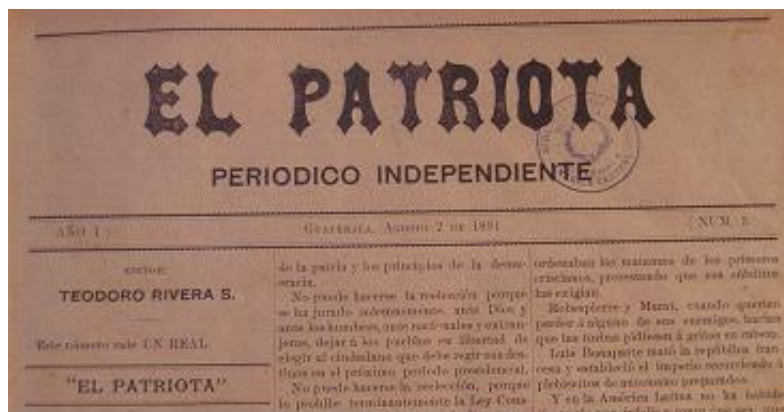 EL PATRIOTA
PERIODICO INDEPENDIENTE
AÑO I
GUATEMALA, AGOSTO 2 DE 1891
NUM. 3
EDITOR:
TEODORO RIVERA S.
Este número vale UN REAL.
"EL PATRIOTA"
de la patria y los principios de la demo-
cracia.
No puede hacerse la reelección porque
se ha jurado solemnemente, ante Dios y
ante los hombres, ante nacionales y extran-
jeros, dejar á los pueblos en libertad de
elegir al ciudadano que debe regir sus des-
tinos en el próximo periodo presidencial.
No puede hacerse la reelección, porque
lo prohibe terminantemente la Ley Cons-
ordenaban las matanzas de los primeros
cristianos, protestando que sus súbditos
las exigían.
Robespierre y Marat, cuando querían
perder á alguno de sus enemigos, hacían
que las turbas pidiesen á gritos su cabeza.
Luis Bonaparte mató la república fran-
cesa y estableció el imperio recurriendo á
plebiscitos de antemano preparados.
Y en la América Latina no ha habido